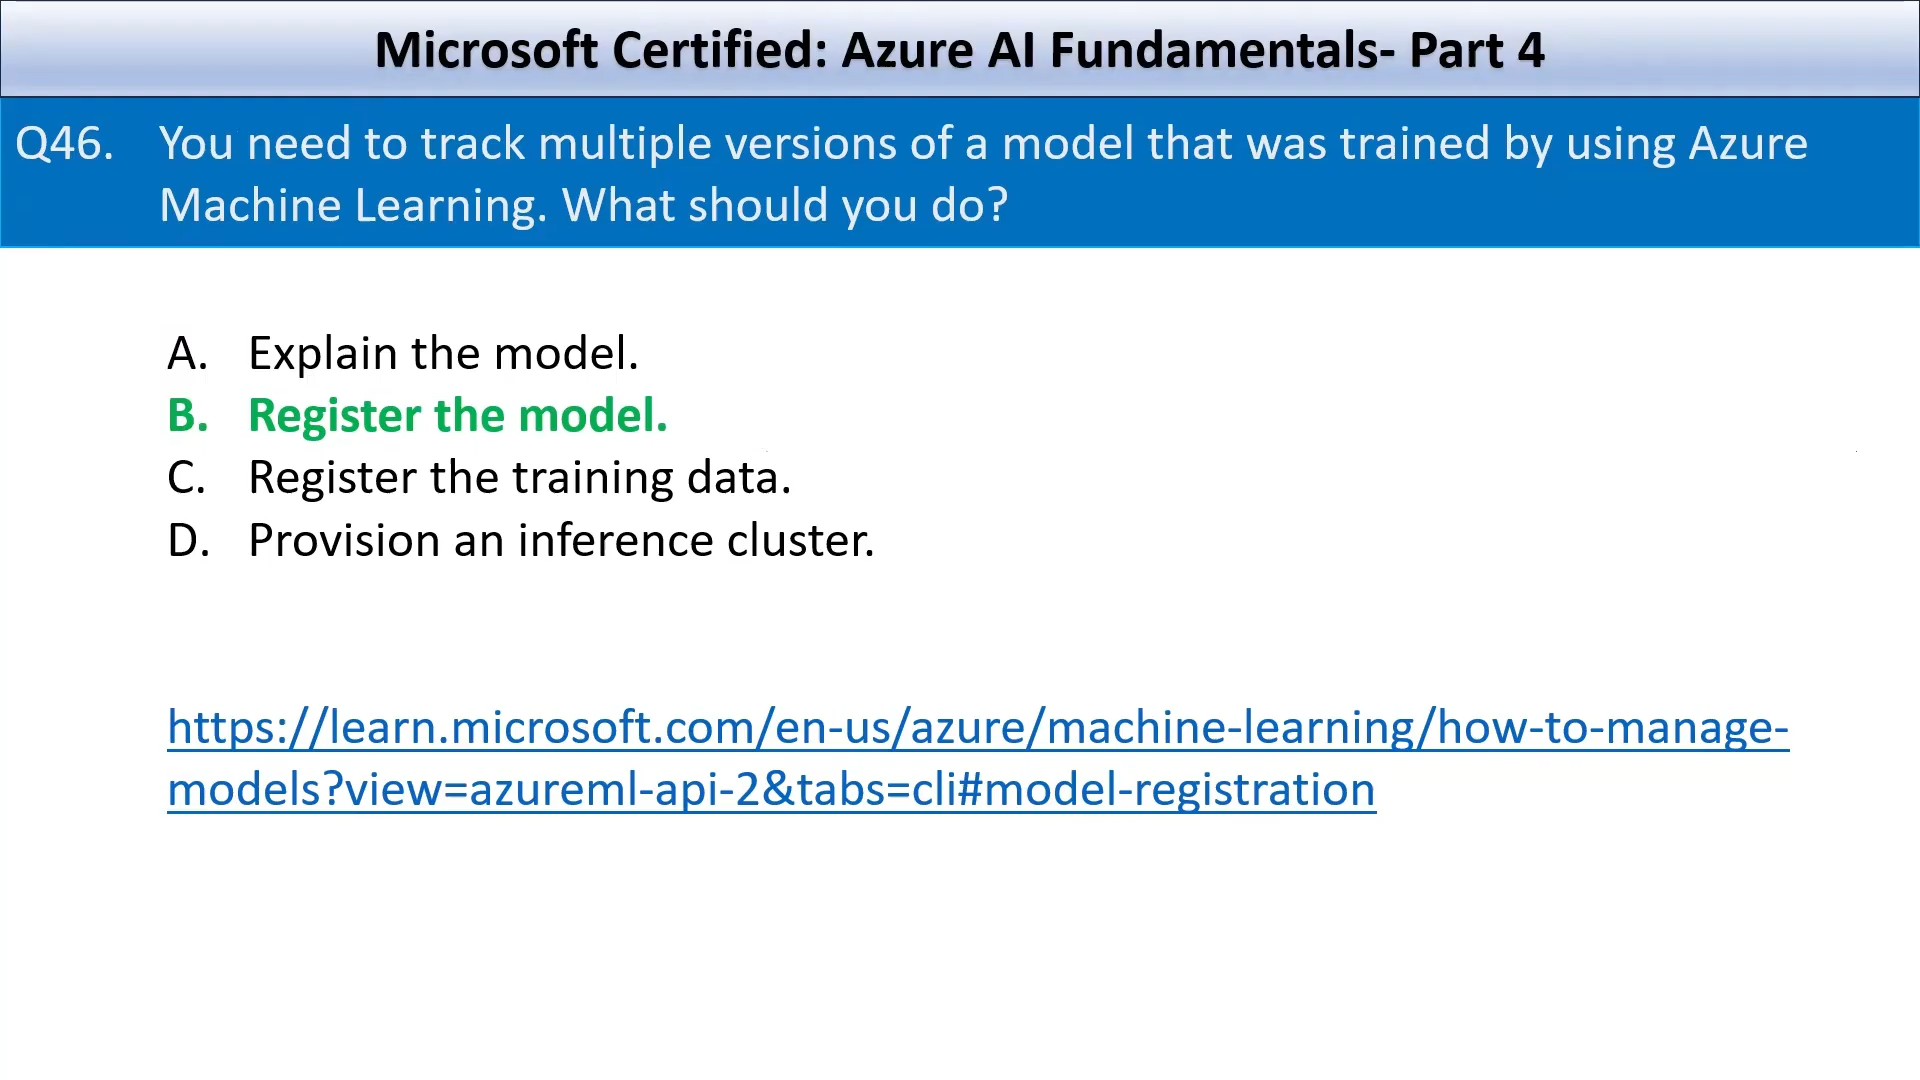 Microsoft Certified: Azure AI Fundamentals- Part 4
Q46. You need to track multiple versions of a model that was trained by using Azure
Machine Learning. What should you do?
A. Explain the model.
B. Register the model.
C. Register the training data.
D. Provision an inference cluster.
https://learn.microsoft.com/en-us/azure/machine-learning/how-to-manage-
models?view=azureml-api-2&tabs=cli#model-registration